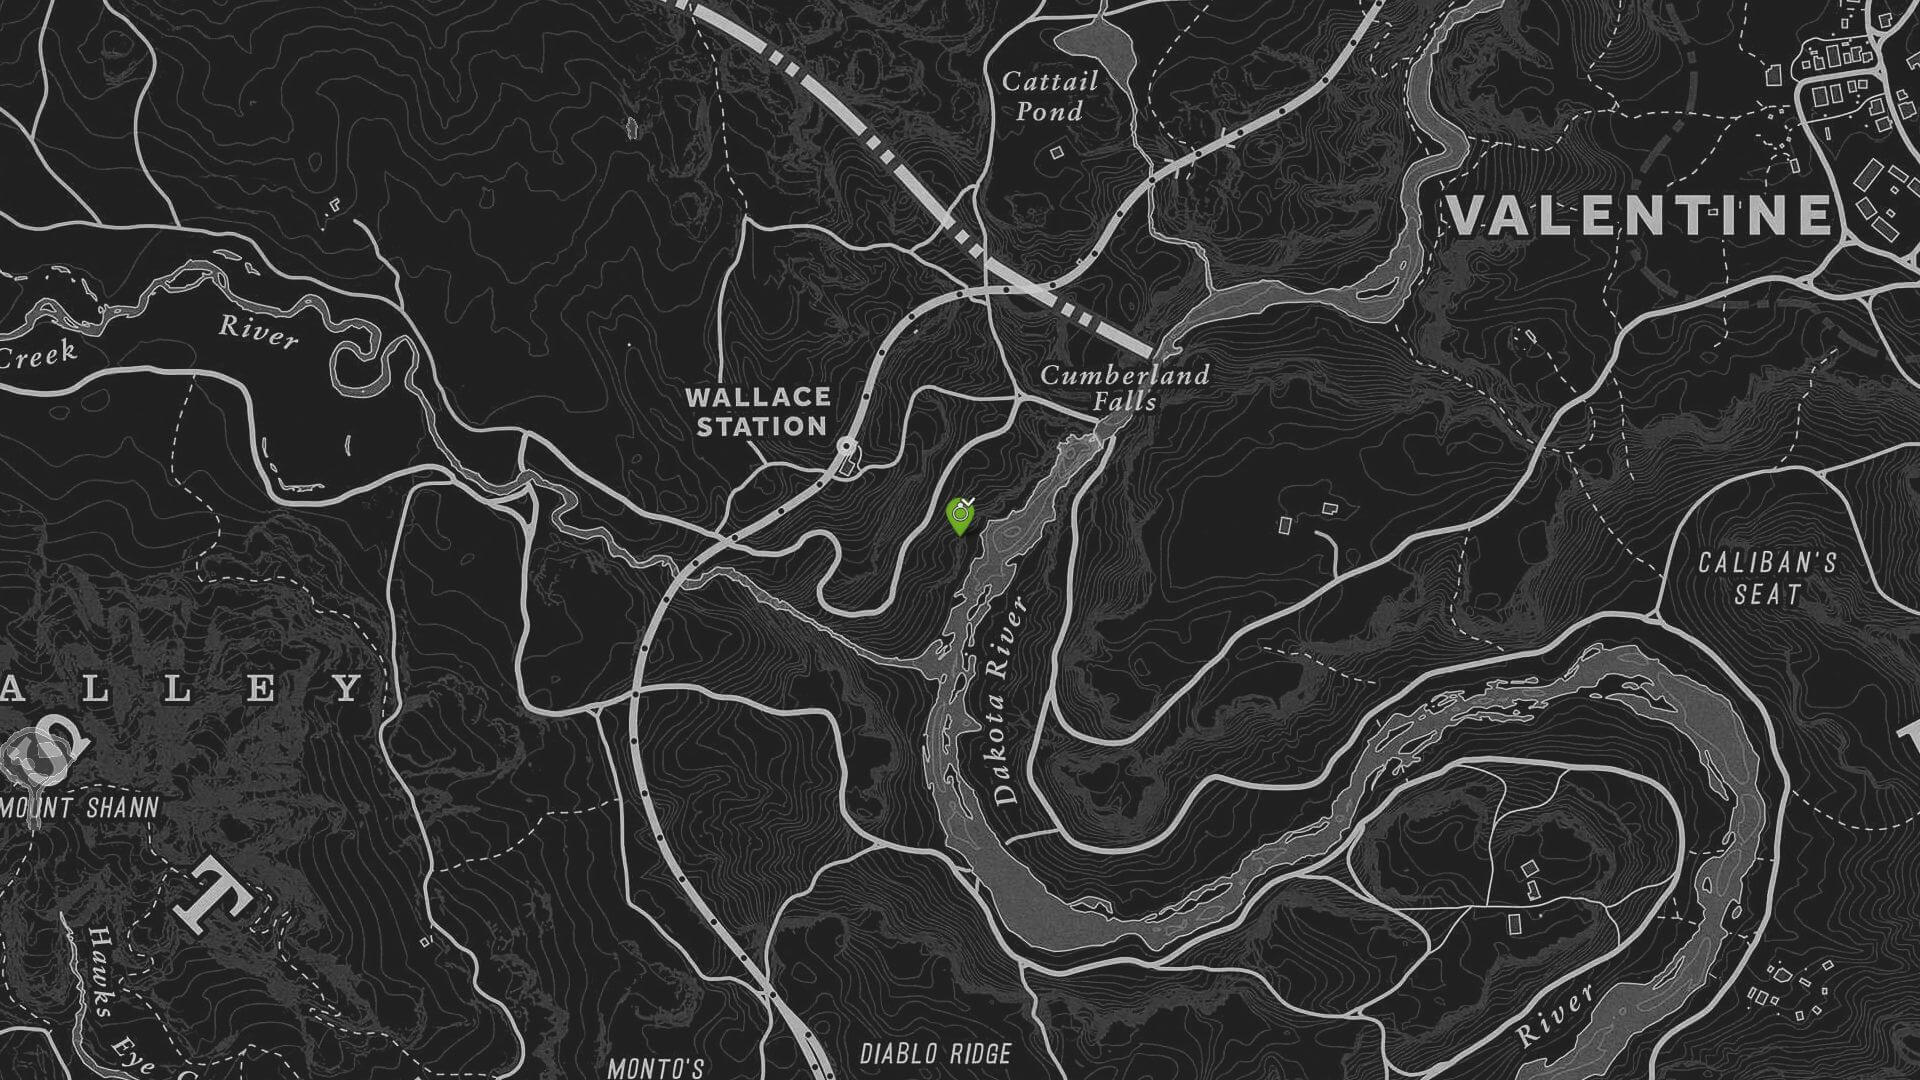 Cattail
Pond
VALENTINE
River
Creek
Cumberland
Falls
WALLACE
STATION
CALIBAN'S
SEAT
Dakota River
ALLEY
MOUNT SHANN
T
Hawks
Eye
River
DIABLO RIDGE
MONTO'S